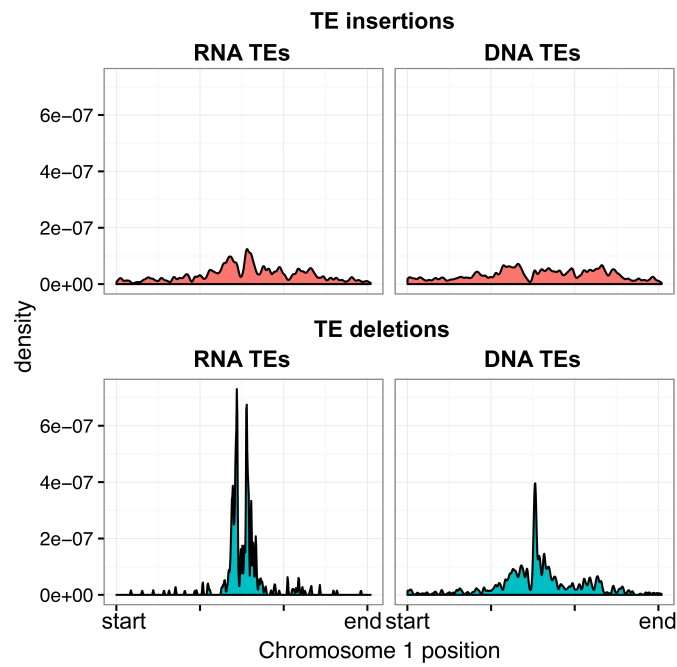 TE insertions
RNA TEs DNA TEs
6e−07
4e−07
2e−07
0e+00
density
TE deletions
RNA TEs DNA TEs
6e−07
4e−07
2e−07
0e+00
start end start end
Chromosome 1 position